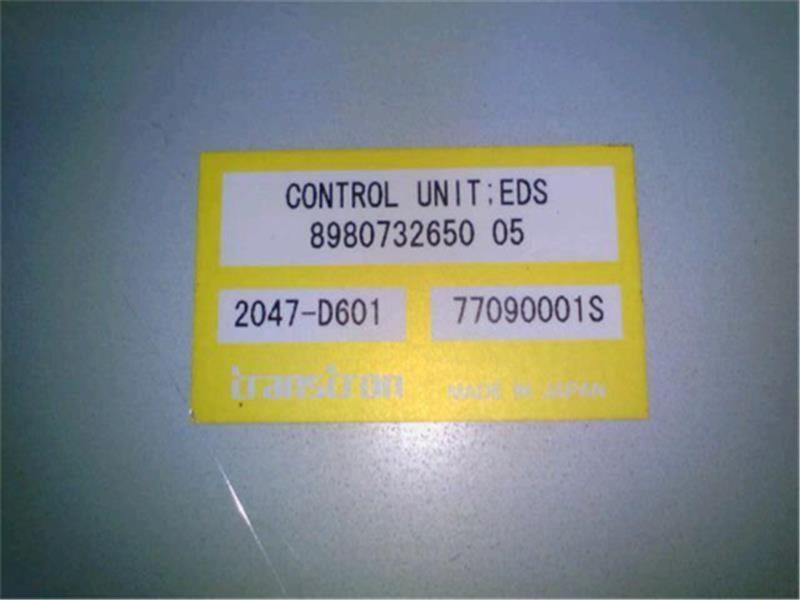 CONTROL UNIT;EDS
8980732650 05
2047-D601 77090001S
transtron MADE IN JAPAN